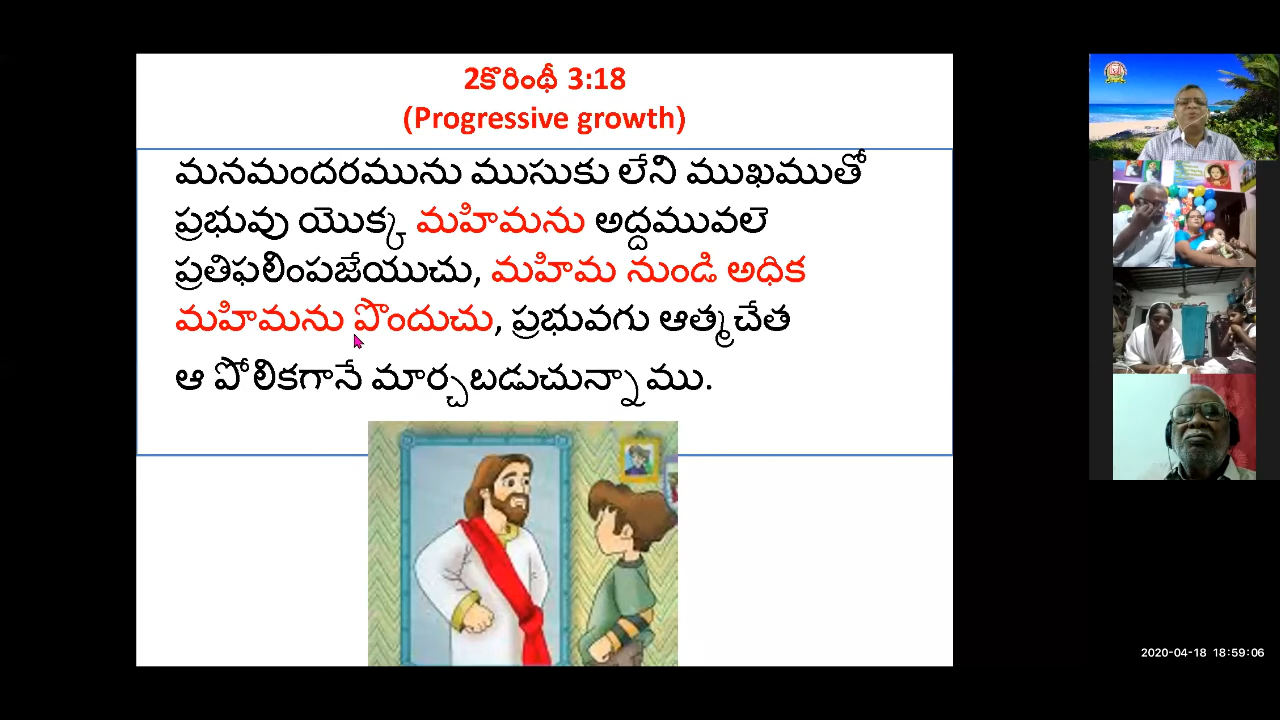 2కొరింథీ 3:18
(Progressive growth)
మనమందరమును ముసుకు లేని ముఖముతో
ప్రభువు యొక్క మహిమను అద్దమువలె
ప్రతిఫలింపజేయుచు, మహిమ నుండి అధిక
మహిమను పొందుచు, ప్రభువగు ఆత్మచేత
ఆ పోలికగానే మార్చబడుచున్నాము.
2020-04-18 18:59:06